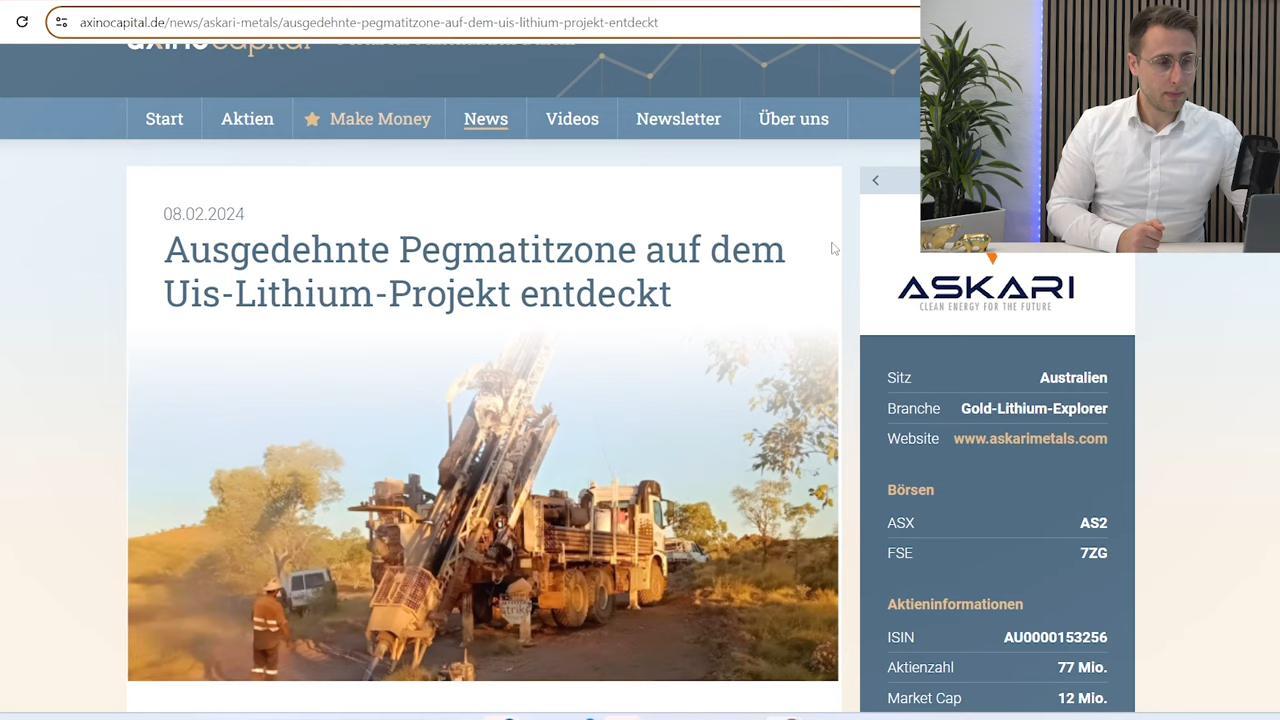 axinocapital.de/news/askari-metals/ausgedehnte-pegmatitzone-auf-dem-uis-lithium-projekt-entdeckt
axinocapital
Start
Aktien
Make Money
News
Videos
Newsletter
Über uns
08.02.2024
Ausgedehnte Pegmatitzone auf dem
Uis-Lithium-Projekt entdeckt
ASKARI
CLEAN ENERGY FOR THE FUTURE
Sitz Australien
Branche Gold-Lithium-Explorer
Website www.askarimetals.com
Börsen
ASX AS2
FSE 7ZG
Aktieninformationen
ISIN AU0000153256
Aktienzahl 77 Mio.
Market Cap 12 Mio.